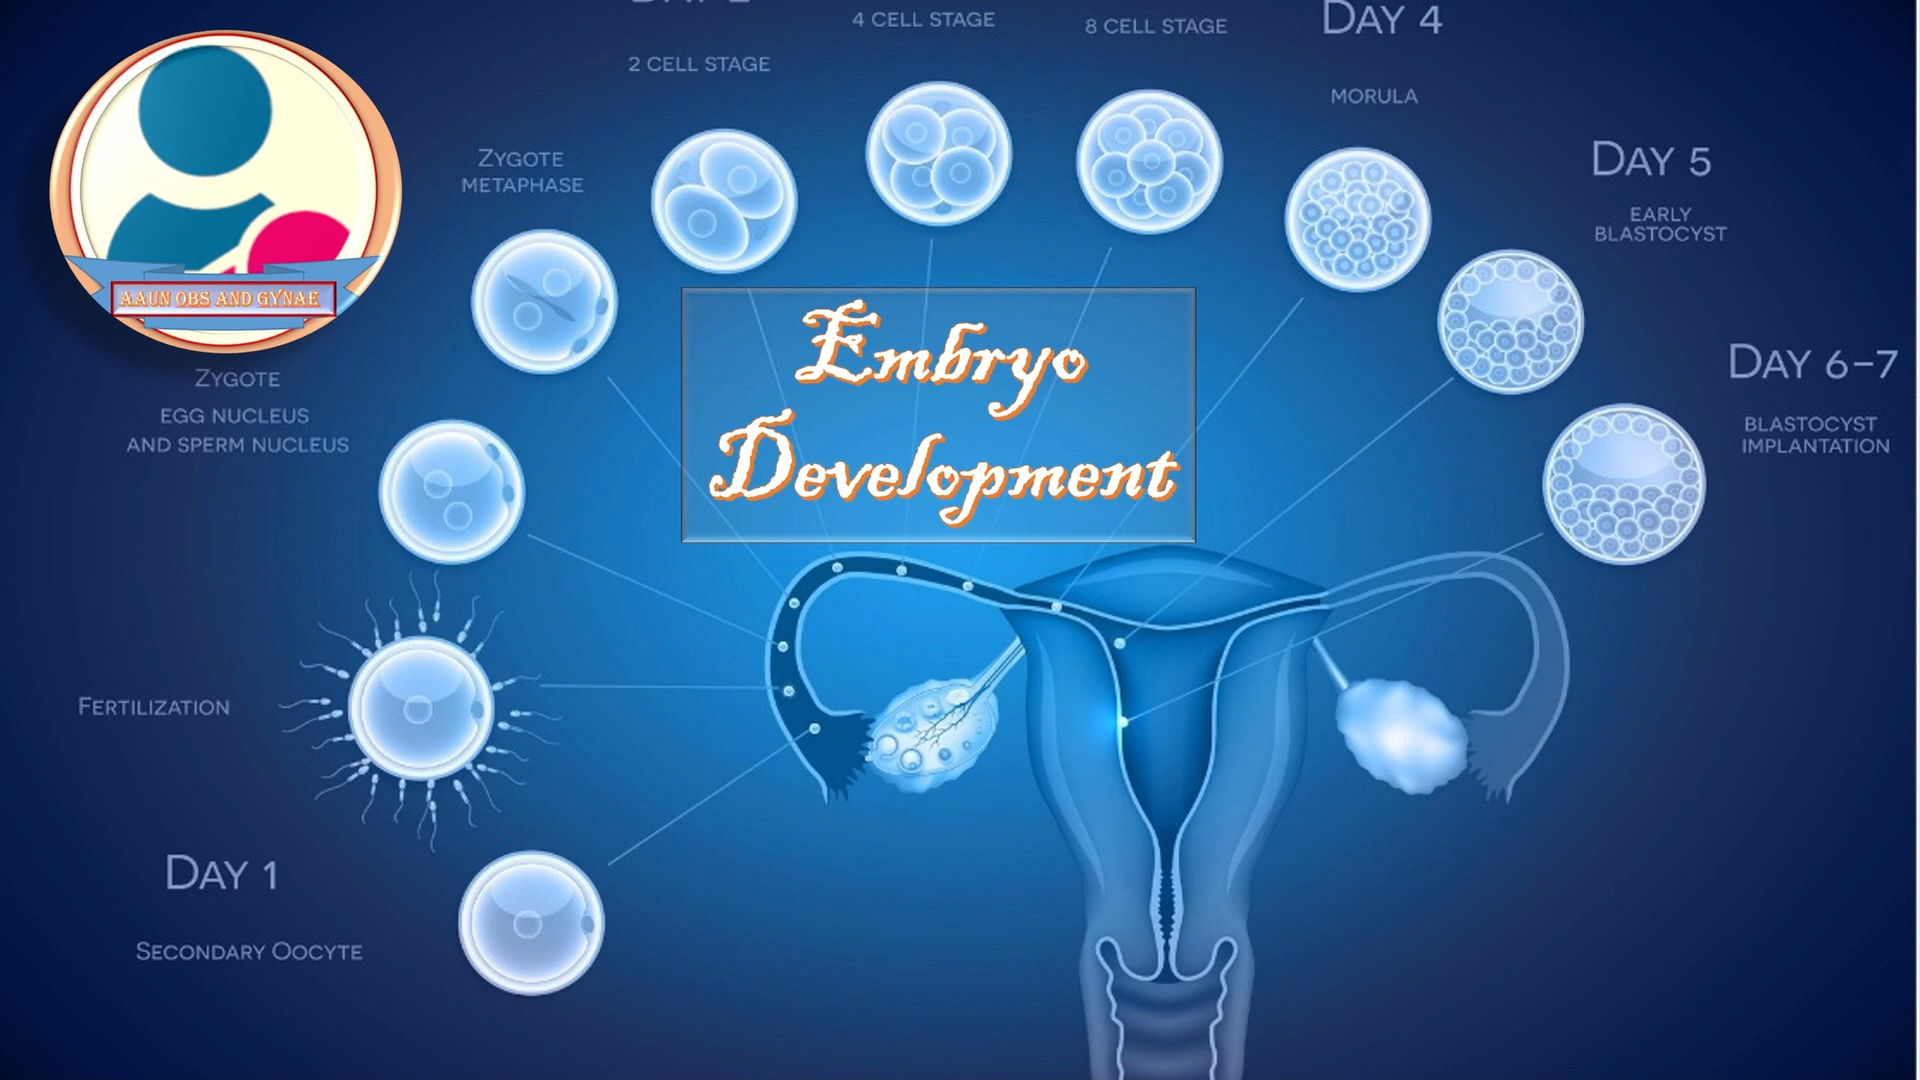 4 CELL STAGE
8 CELL STAGE
DAY 4
2 CELL STAGE
MORULA
DAY 5
ZYGOTE
METAPHASE
EARLY
BLASTOCYST
AAUN OBS AND GYNAE
Embryo
Development
DAY 6-7
BLASTOCYST
IMPLANTATION
ZYGOTE
EGG NUCLEUS
AND SPERM NUCLEUS
FERTILIZATION
DAY 1
SECONDARY OOCYTE